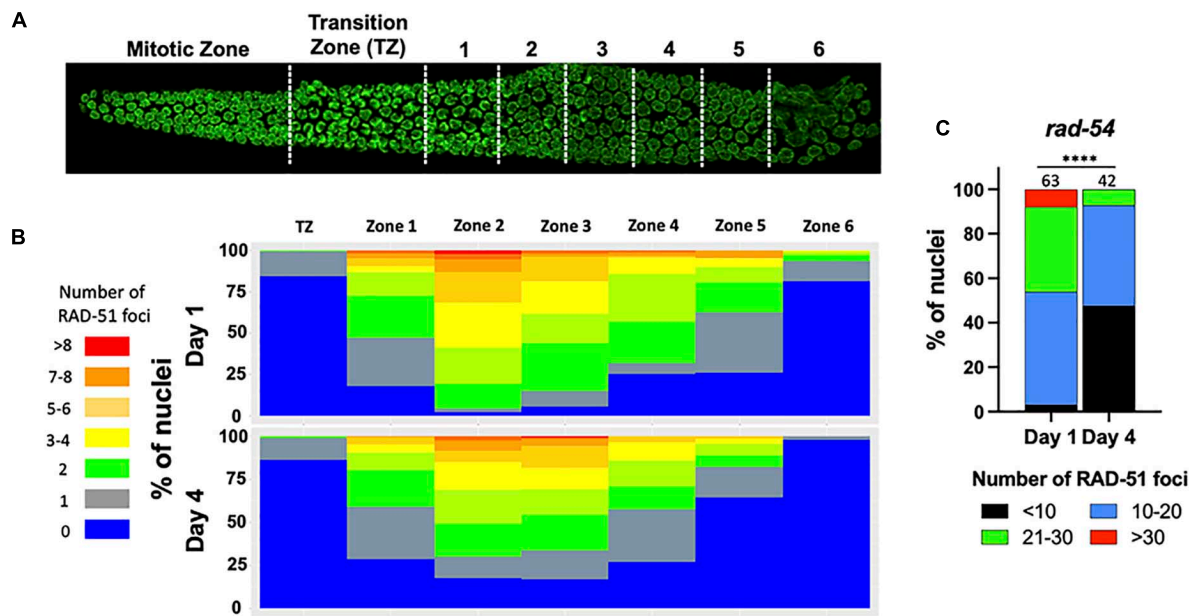 A
Mitotic Zone
Transition
Zone (TZ)
1
2
3
4
5
6
B
TZ
Zone 1
Zone 2
Zone 3
Zone 4
Zone 5
Zone 6
Number of
RAD-51 foci
>8
7-8
5-6
3-4
2
1
0
% of nuclei
Day 1
100
75
50
25
0
Day 4
100
75
50
25
0
C
rad-54
****
63
42
% of nuclei
100
80
60
40
20
0
Day 1 Day 4
Number of RAD-51 foci
<10
10-20
21-30
>30